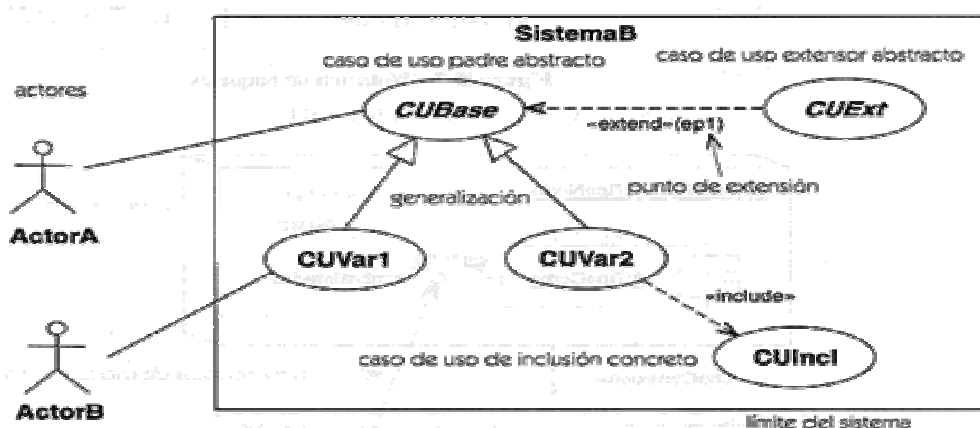 SistemaB
caso de uso padre abstracto
caso de uso extensor abstracto
actores
CUBase
CUExt
«extend»(ep1)
punto de extensión
generalización
ActorA
CUVar1
CUVar2
«include»
caso de uso de inclusión concreto
CUIncl
ActorB
límite del sistema